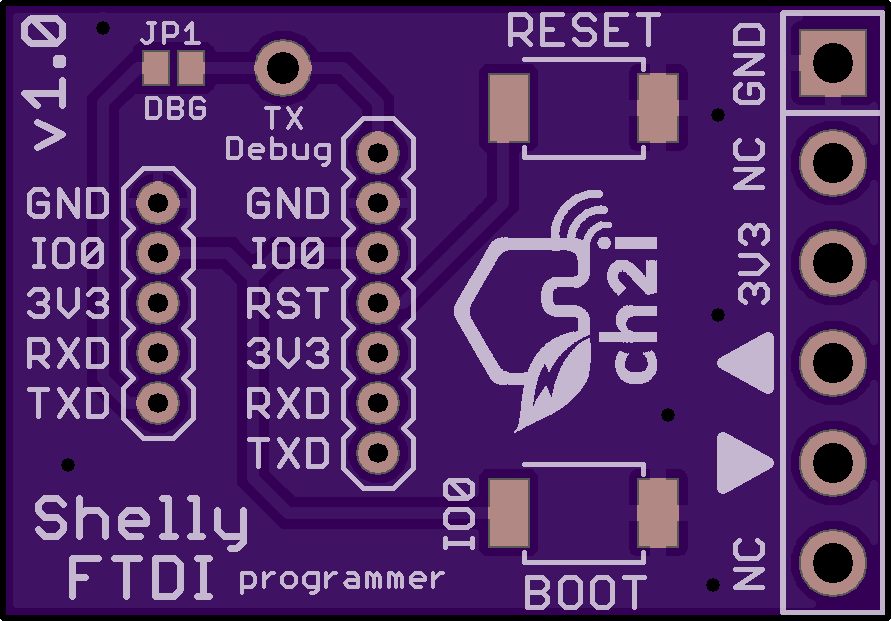 v1.0
JP1
DBG
TX
Debug
RESET
GND
IO0
3V3
RXD
TXD
GND
IO0
RST
3V3
RXD
TXD
GND
NC
3V3
NC
ch2i
IO0
BOOT
Shelly
FTDI programmer